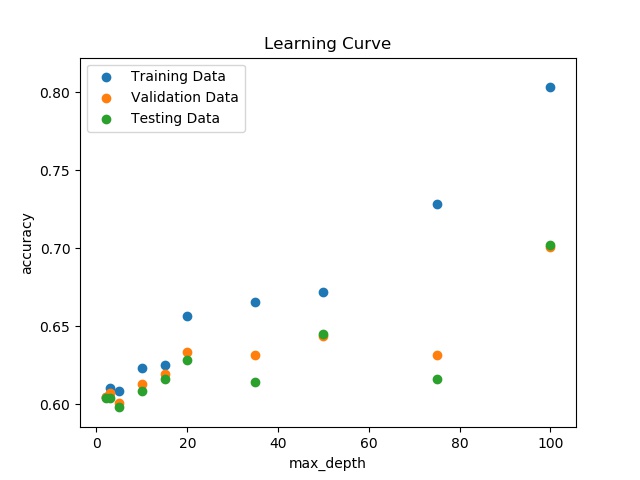 Learning Curve
Training Data
Validation Data
Testing Data
accuracy
0.80
0.75
0.70
0.65
0.60
0 20 40 60 80 100
max_depth